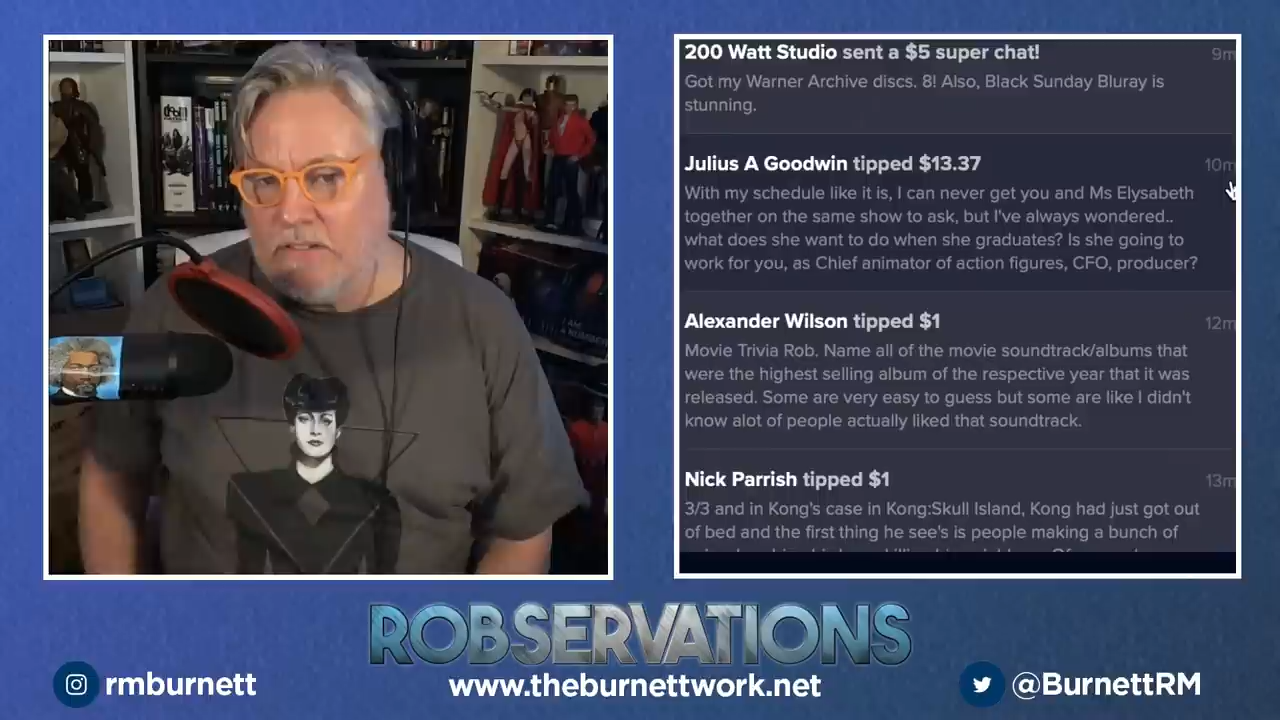 200 Watt Studio sent a $5 super chat!
9m
Got my Warner Archive discs. 8! Also, Black Sunday Bluray is
stunning.
Julius A Goodwin tipped $13.37
10m
With my schedule like it is, I can never get you and Ms Elysabeth
together on the same show to ask, but I've always wondered..
what does she want to do when she graduates? Is she going to
work for you, as Chief animator of action figures, CFO, producer?
Alexander Wilson tipped $1
12m
Movie Trivia Rob. Name all of the movie soundtrack/albums that
were the highest selling album of the respective year that it was
released. Some are very easy to guess but some are like I didn't
know alot of people actually liked that soundtrack.
Nick Parrish tipped $1
13m
3/3 and in Kong's case in Kong:Skull Island, Kong had just got out
of bed and the first thing he see's is people making a bunch of
I AM
A NUMBER
ROBSERVATIONS
rmburnett
www.theburnettwork.net
@BurnettRM